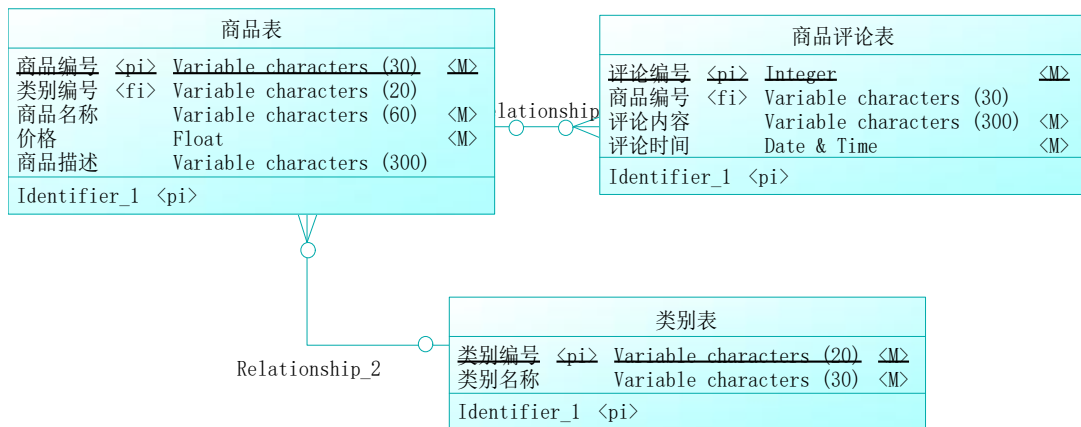 商品表
商品编号 <pi> Variable characters (30) <M>
类别编号 <fi> Variable characters (20)
商品名称 Variable characters (60) <M>
价格 Float <M>
商品描述 Variable characters (300)
Identifier_1 <pi>
elationship
商品评论表
评论编号 <pi> Integer <M>
商品编号 <fi> Variable characters (30)
评论内容 Variable characters (300) <M>
评论时间 Date & Time <M>
Identifier_1 <pi>
Relationship_2
类别表
类别编号 <pi> Variable characters (20) <M>
类别名称 Variable characters (30) <M>
Identifier_1 <pi>